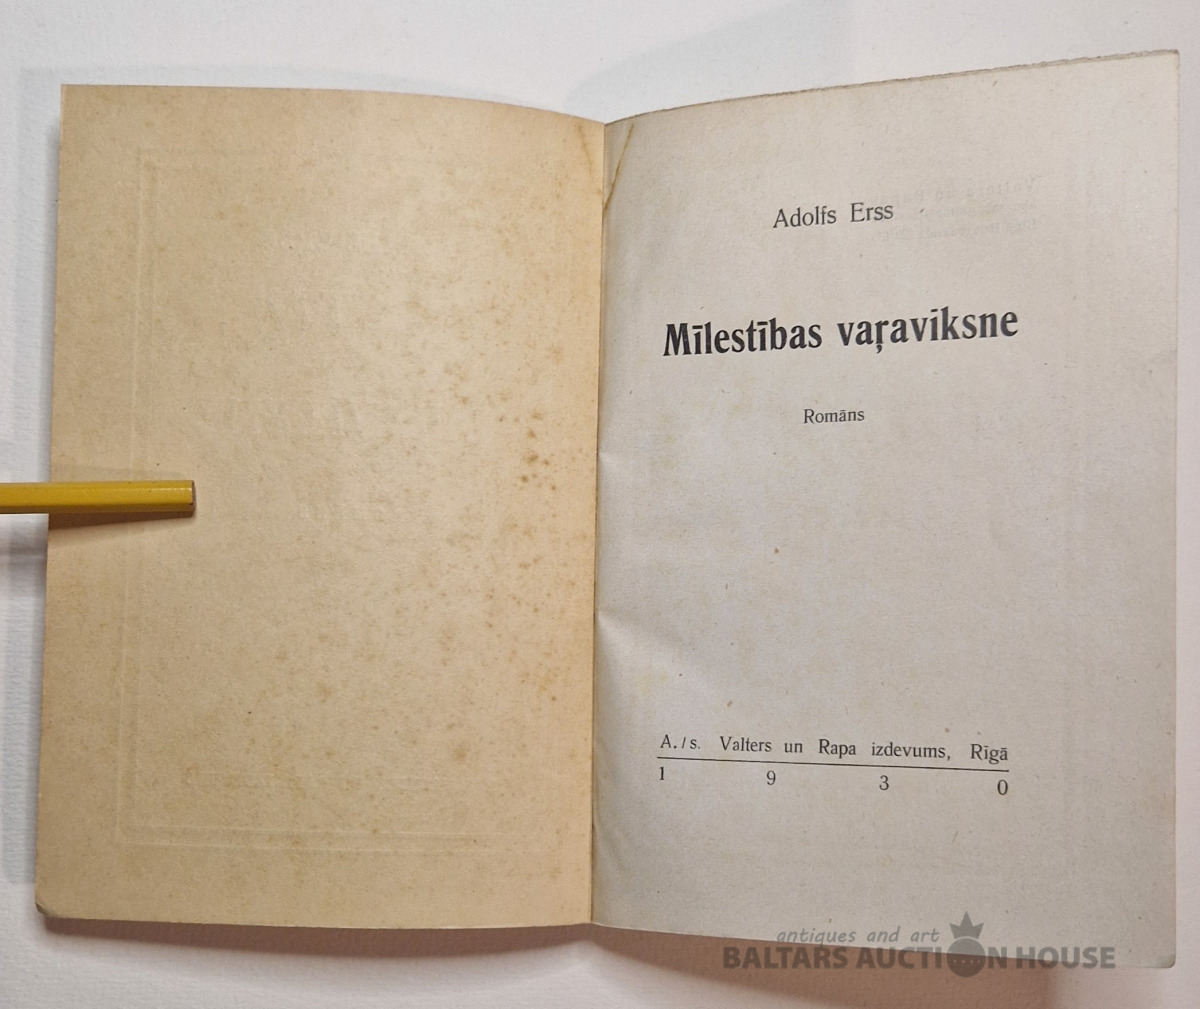 Adolfs Erss
Mīlestības vaŗavīksne
Romāns
A./s. Valters un Rapa izdevums, Rīgā
1 9 3 0
antiques and art
BALTARS AUCTION HOUSE